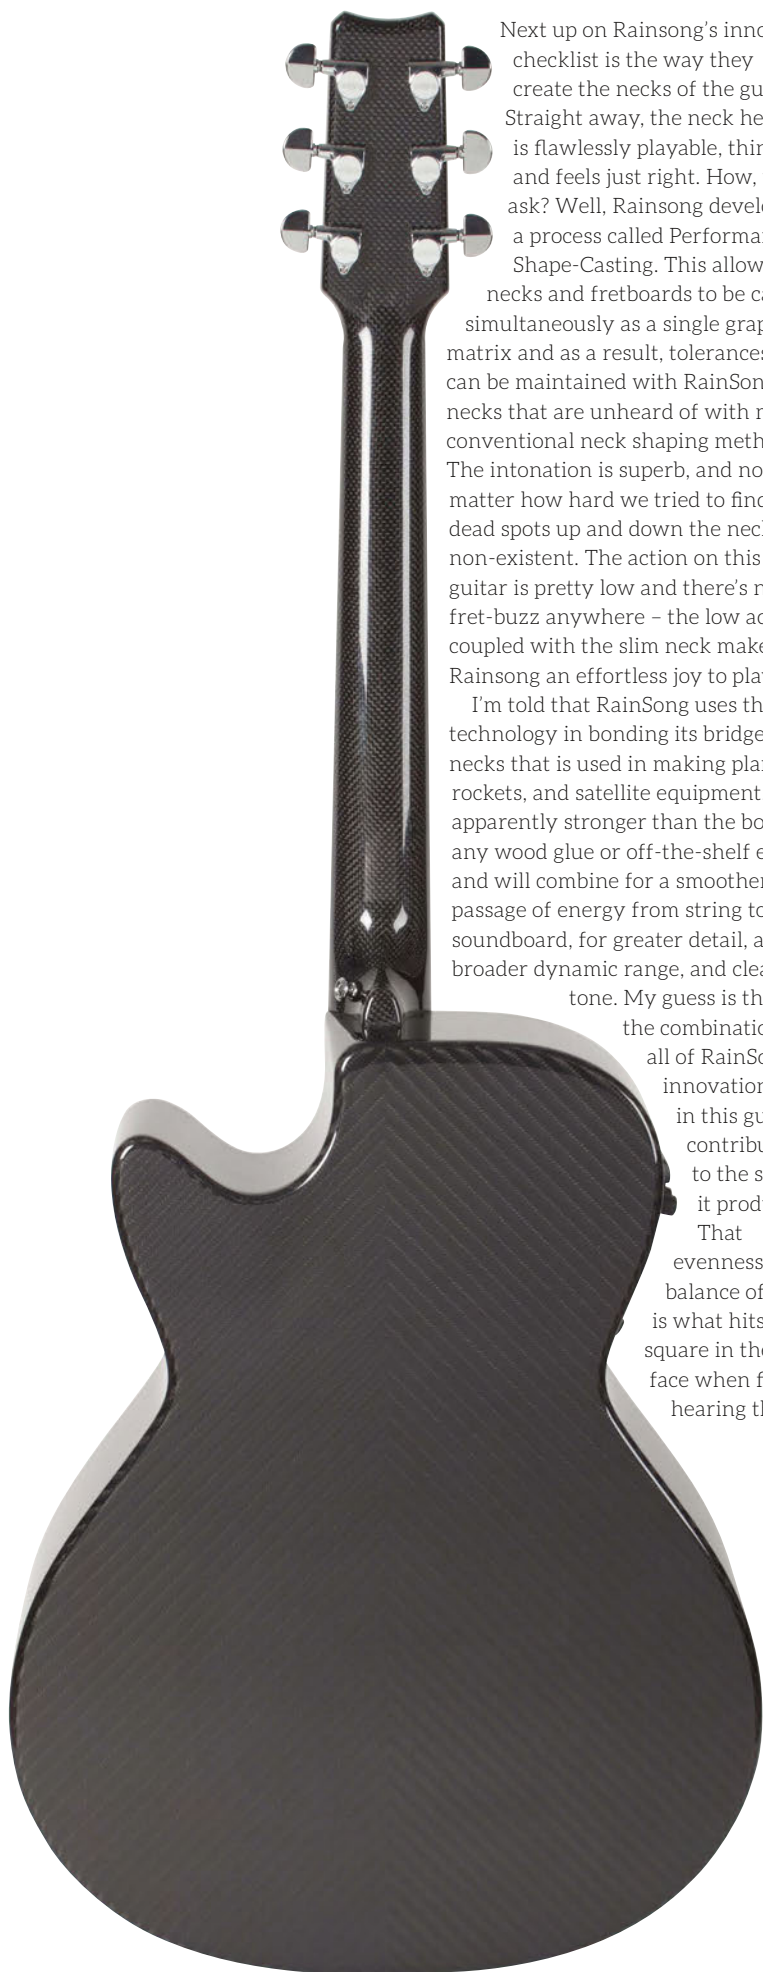 Next up on Rainsong's inno
checklist is the way they
create the necks of the gu
Straight away, the neck he
is flawlessly playable, thin
and feels just right. How,
ask? Well, Rainsong develo
a process called Performa
Shape-Casting. This allow
necks and fretboards to be ca
simultaneously as a single grap
matrix and as a result, tolerances
can be maintained with RainSon
necks that are unheard of with
conventional neck shaping meth
The intonation is superb, and no
matter how hard we tried to find
dead spots up and down the neck
non-existent. The action on this
guitar is pretty low and there's n
fret-buzz anywhere – the low ac
coupled with the slim neck make
Rainsong an effortless joy to play
I'm told that RainSong uses th
technology in bonding its bridge
necks that is used in making plan
rockets, and satellite equipment
apparently stronger than the bo
any wood glue or off-the-shelf e
and will combine for a smoother
passage of energy from string to
soundboard, for greater detail, a
broader dynamic range, and clea
tone. My guess is th
the combinatio
all of RainSo
innovation
in this gu
contribu
to the s
it prod
That
evenness
balance of
is what hits
square in the
face when f
hearing th